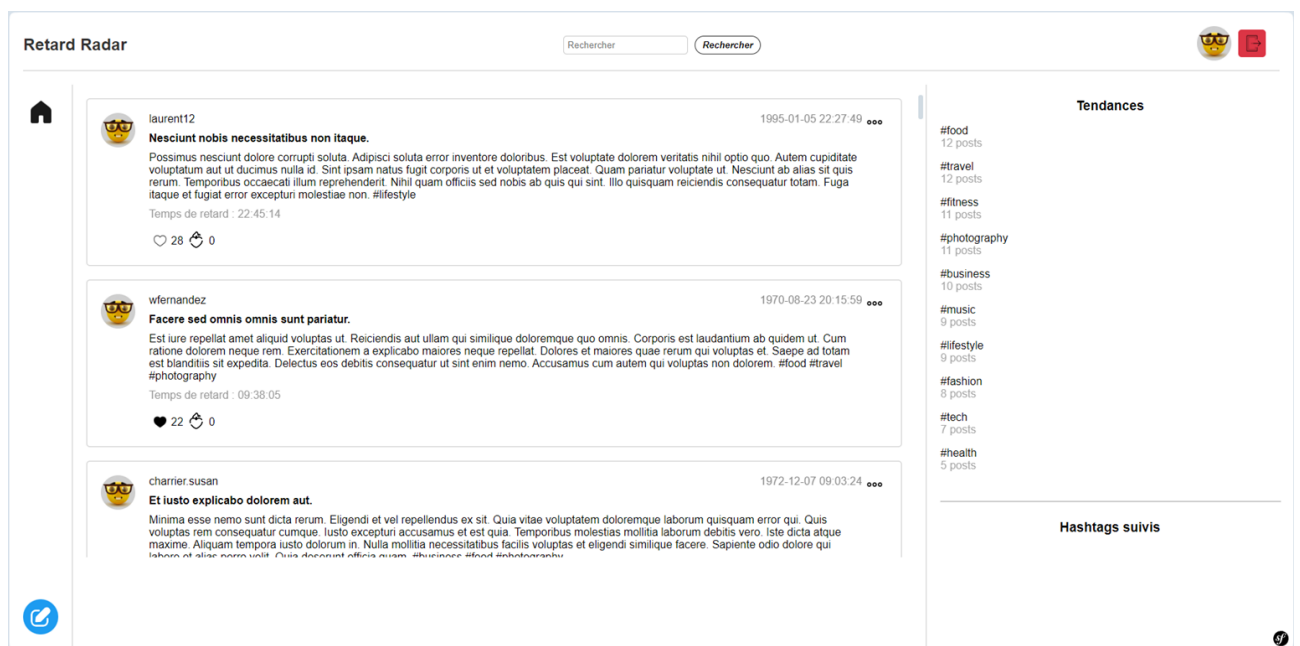 Retard Radar
Rechercher
Rechercher
laurent12
1995-01-05 22:27:49
Nesciunt nobis necessitatibus non itaque.
Possimus nesciunt dolore corrupti soluta. Adipisci soluta error inventore doloribus. Est voluptate dolorem veritatis nihil optio quo. Autem cupiditate
voluptatum aut ut ducimus nulla id. Sint ipsam natus fugit corporis ut et voluptatem placeat. Quam pariatur voluptate ut. Nesciunt ab alias sit quis
rerum. Temporibus occaecati illum reprehenderit. Nihil quam officiis sed nobis ab quis qui sint. Illo quisquam reiciendis consequatur totam. Fuga
itaque et fugiat error excepturi molestiae non. #lifestyle
Temps de retard : 22:45:14
28
0
wfernandez
1970-08-23 20:15:59
Facere sed omnis omnis sunt pariatur.
Est iure repellat amet aliquid voluptas ut. Reiciendis aut ullam qui similique doloremque quo omnis. Corporis est laudantium ab quidem ut. Cum
ratione dolorem neque rem. Exercitationem a explicabo maiores neque repellat. Dolores et maiores quae rerum qui voluptas et. Saepe ad totam
est blanditiis sit expedita. Delectus eos debitis consequatur ut sint enim nemo. Accusamus cum autem qui voluptas non dolorem. #food #travel
#photography
Temps de retard : 09:38:05
22
0
charrier.susan
1972-12-07 09:03:24
Et iusto explicabo dolorem aut.
Minima esse nemo sunt dicta rerum. Eligendi et vel repellendus ex sit. Quia vitae voluptatem doloremque laborum quisquam error qui. Quis
voluptas rem consequatur cumque. Iusto excepturi accusamus et est quia. Temporibus mollitia molestias laborum debitis vero. Iste dicta atque
maxime. Aliquam tempora iusto dolorum in. Nulla mollitia necessitatibus facilis voluptas et eligendi similique facere. Sapiente odio dolore qui
labore et alias porro velit. Quia deserunt officia quam. #business #food #photography
Tendances
#food
12 posts
#travel
12 posts
#fitness
11 posts
#photography
11 posts
#business
10 posts
#music
9 posts
#lifestyle
9 posts
#fashion
8 posts
#tech
7 posts
#health
5 posts
Hashtags suivis
sf